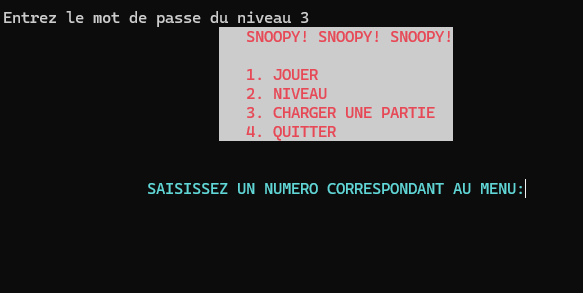 Entrez le mot de passe du niveau 3
SNOOPY! SNOOPY! SNOOPY!
1. JOUER
2. NIVEAU
3. CHARGER UNE PARTIE
4. QUITTER
SAISISSEZ UN NUMERO CORRESPONDANT AU MENU: